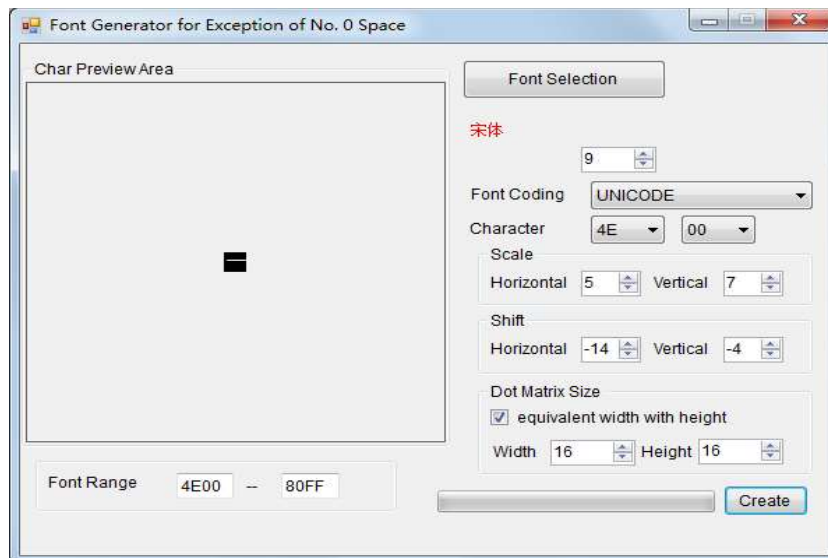 Font Generator for Exception of No. 0 Space
Char Preview Area
Font Selection
宋体
9
Font Coding UNICODE
Character 4E 00
Scale
Horizontal 5 Vertical 7
Shift
Horizontal -14 Vertical -4
Dot Matrix Size
equivalent width with height
Width 16 Height 16
Font Range 4E00 -- 80FF
Create